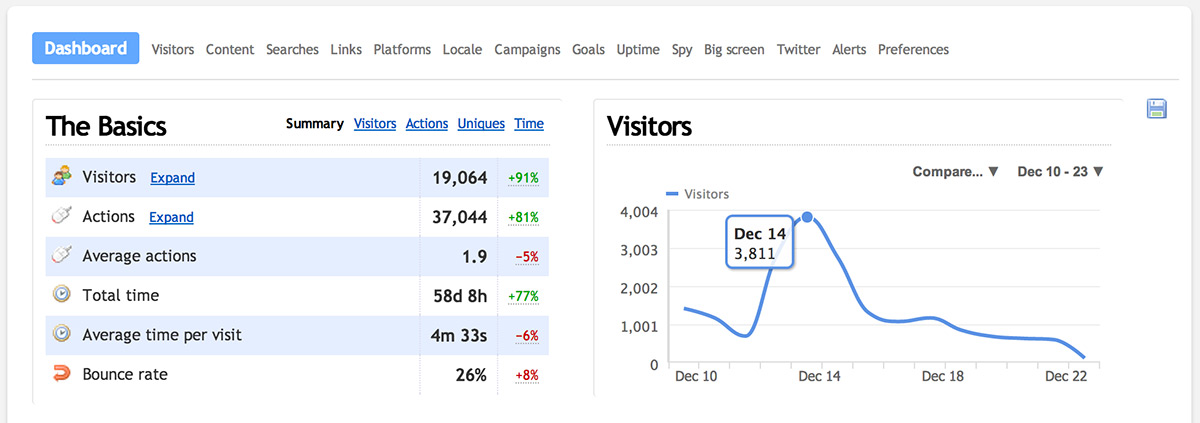 Dashboard Visitors Content Searches Links Platforms Locale Campaigns Goals Uptime Spy Big screen Twitter Alerts Preferences
The Basics Summary Visitors Actions Uniques Time
Visitors Expand 19,064 +91%
Actions Expand 37,044 +81%
Average actions 1.9 −5%
Total time 58d 8h +77%
Average time per visit 4m 33s −6%
Bounce rate 26% +8%
Visitors
Compare... ▼ Dec 10 - 23 ▼
Visitors
4,004
3,003
2,002
1,001
0
Dec 14
3,811
Dec 10 Dec 14 Dec 18 Dec 22